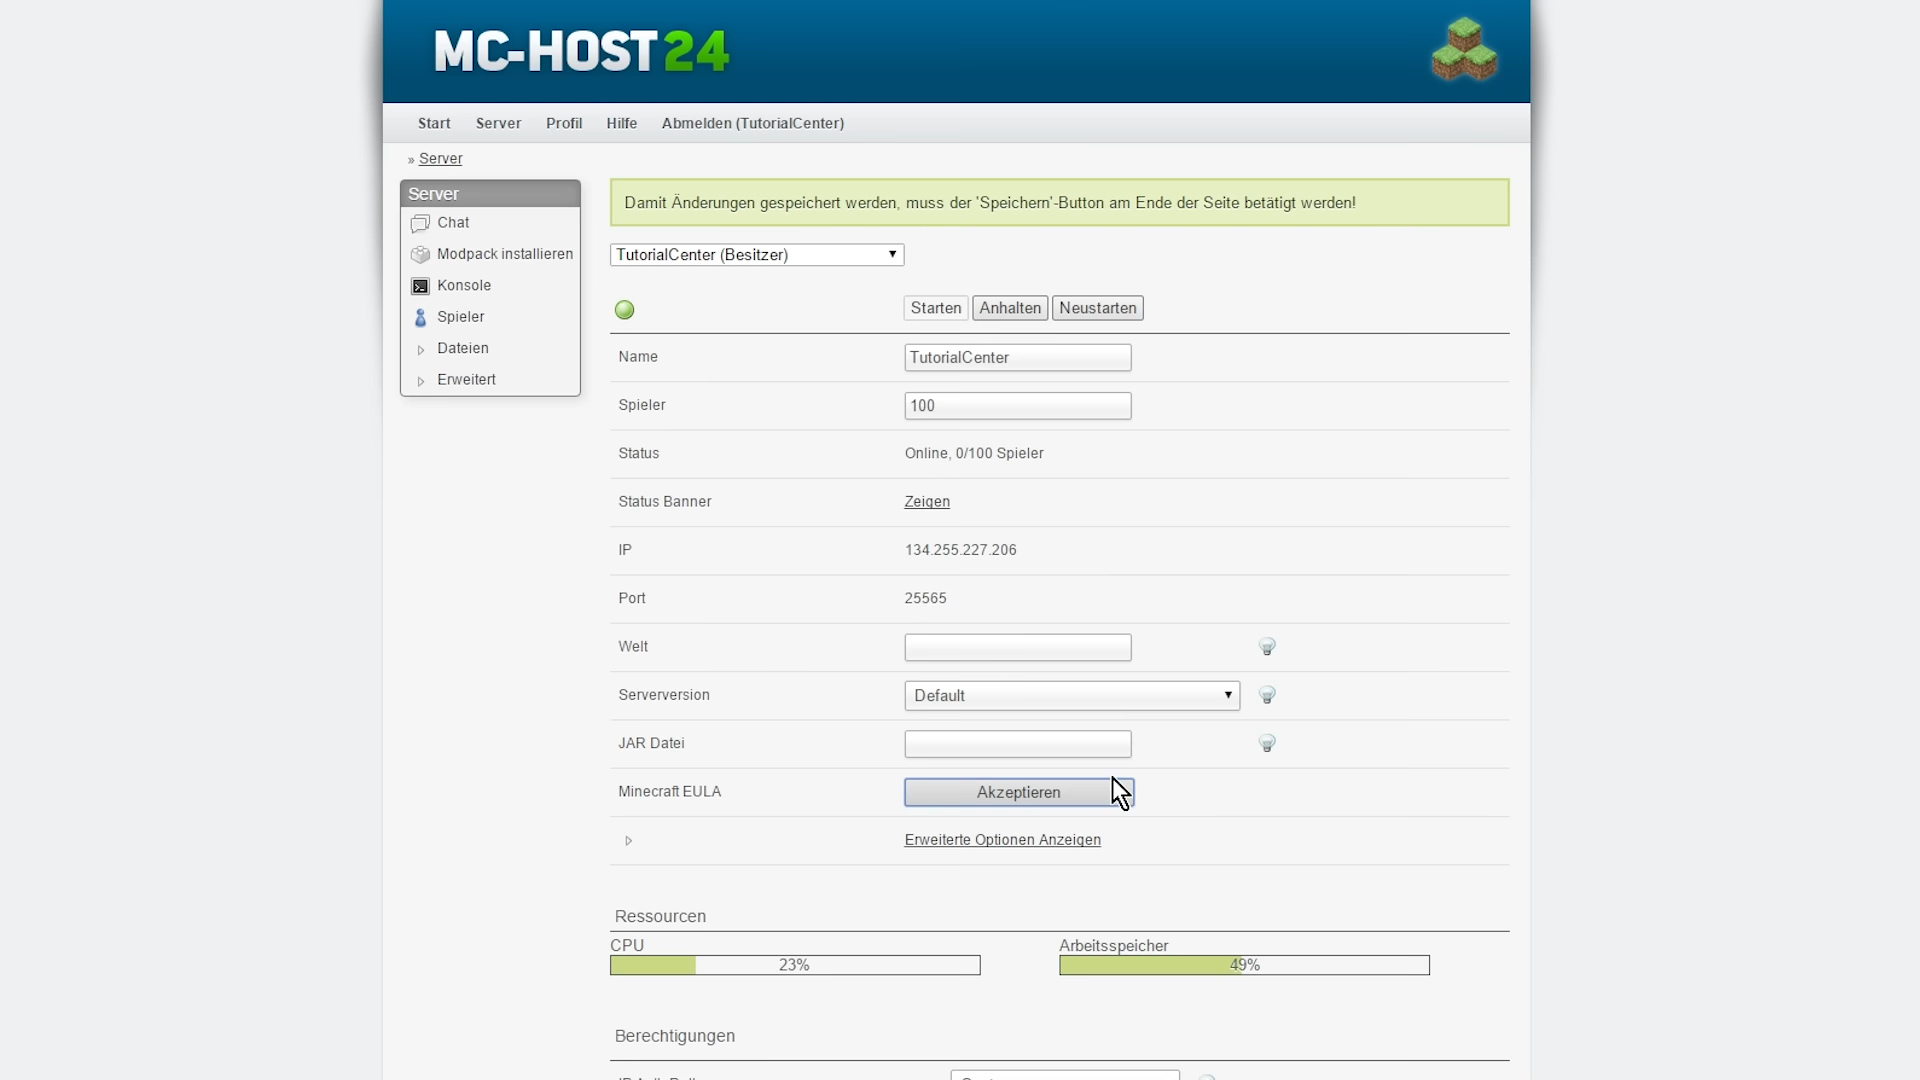 MC-HOST24
Start Server Profil Hilfe Abmelden (TutorialCenter)
» Server
Server
Chat
Modpack installieren
Konsole
Spieler
Dateien
Erweitert
Damit Änderungen gespeichert werden, muss der 'Speichern'-Button am Ende der Seite betätigt werden!
TutorialCenter (Besitzer)
Starten Anhalten Neustarten
Name TutorialCenter
Spieler 100
Status Online, 0/100 Spieler
Status Banner Zeigen
IP 134.255.227.206
Port 25565
Welt
Serverversion Default
JAR Datei
Minecraft EULA Akzeptieren
Erweiterte Optionen Anzeigen
Ressourcen
CPU Arbeitsspeicher
23% 49%
Berechtigungen